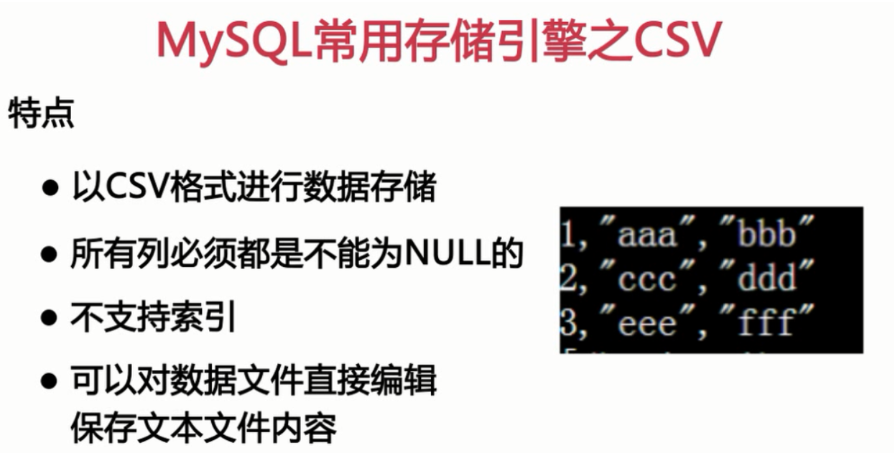 MySQL常用存储引擎之CSV
特点
● 以CSV格式进行数据存储
● 所有列必须都是不能为NULL的
● 不支持索引
● 可以对数据文件直接编辑
保存文本文件内容
1,"aaa","bbb"
2,"ccc","ddd"
3,"eee","fff"